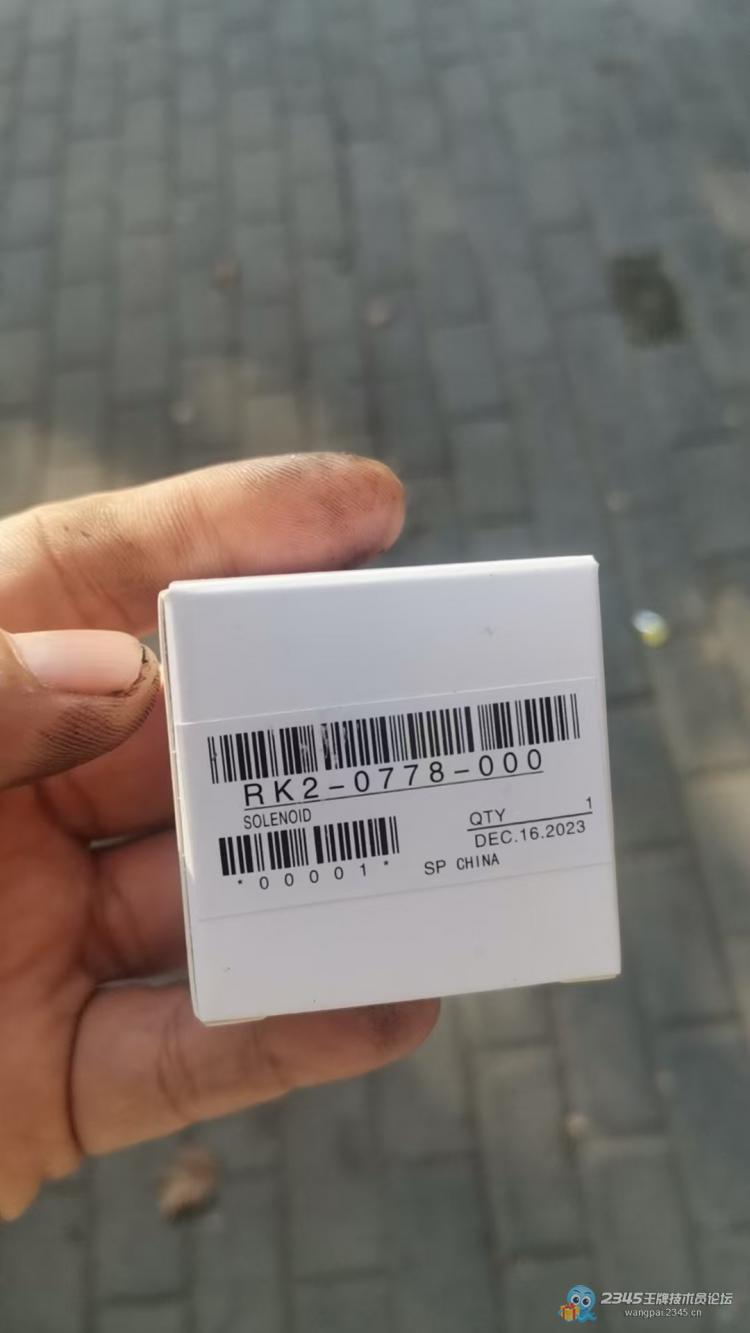 RK2-0778-000
SOLENOID
QTY 1
DEC.16.2023
*00001*
SP CHINA
2345王牌技术员论坛
wangpai.2345.cn